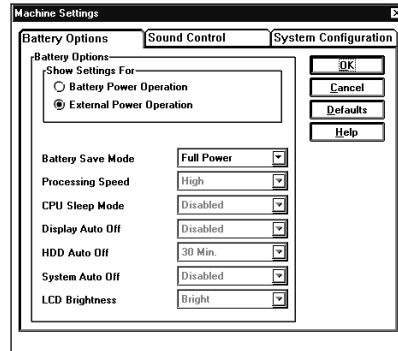 Machine Settings
Battery Options Sound Control System Configuration
Battery Options
Show Settings For
Battery Power Operation
External Power Operation
Battery Save Mode Full Power
Processing Speed High
CPU Sleep Mode Disabled
Display Auto Off Disabled
HDD Auto Off 30 Min.
System Auto Off Disabled
LCD Brightness Bright
OK
Cancel
Defaults
Help